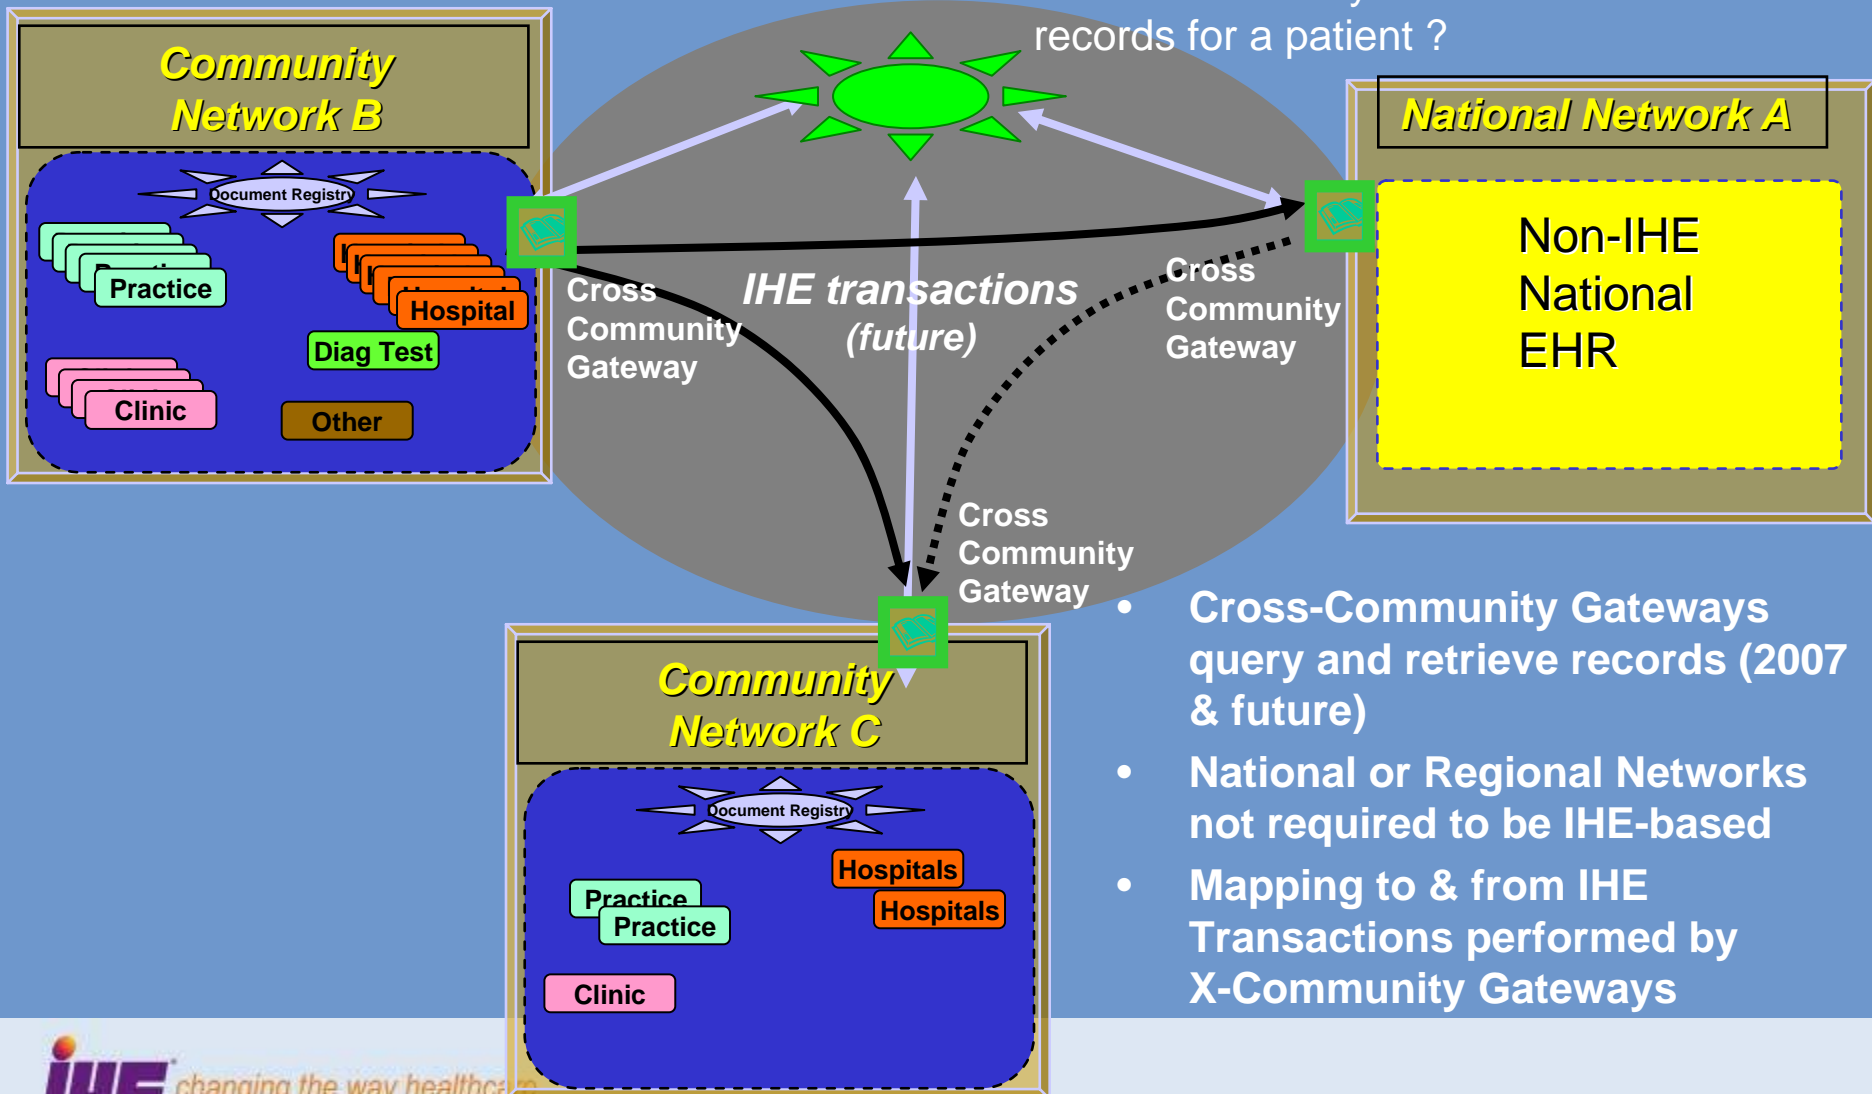 records for a patient ?
Community
Network B
Document Registry
Practice
Hospital
Diag Test
Clinic
Other
Cross
Community
Gateway
IHE transactions
(future)
Cross
Community
Gateway
National Network A
Non-IHE
National
EHR
Cross
Community
Gateway
Community
Network C
Document Registry
Hospitals
Hospitals
Practice
Practice
Clinic
• Cross-Community Gateways
query and retrieve records (2007
& future)
• National or Regional Networks
not required to be IHE-based
• Mapping to & from IHE
Transactions performed by
X-Community Gateways
IHE
changing the way healthcare